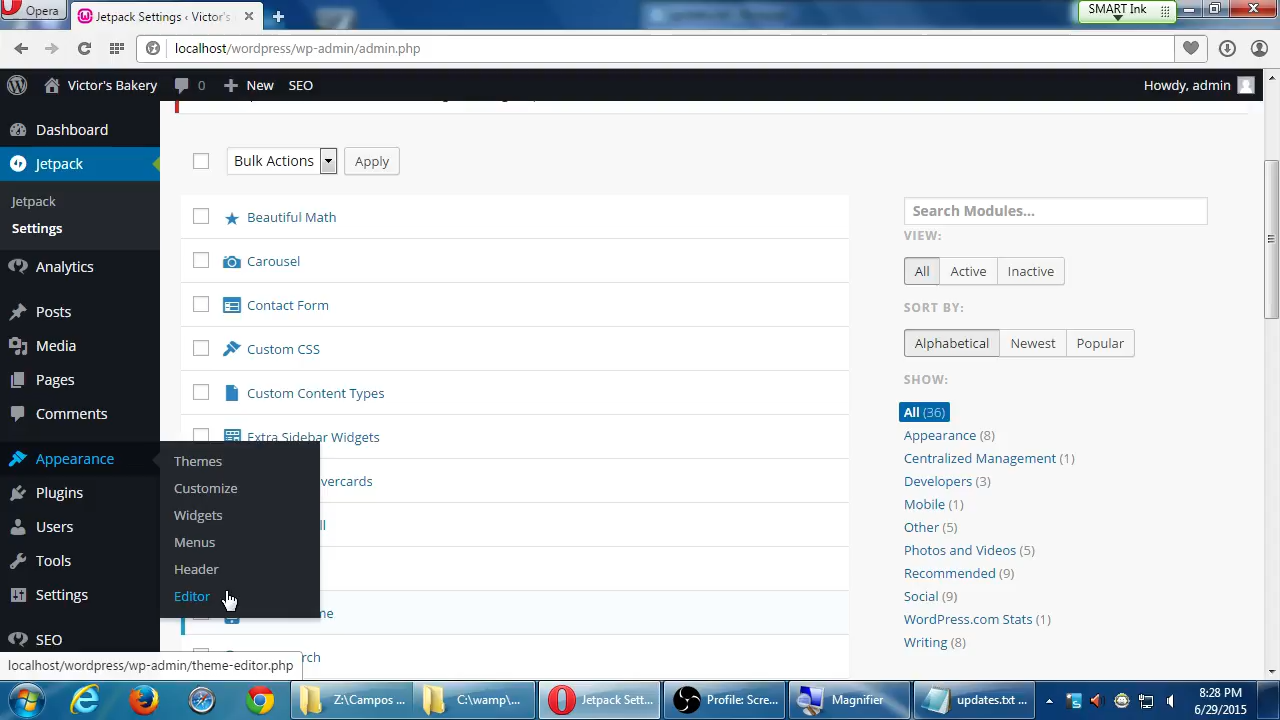 Opera
Jetpack Settings ‹ Victor's
SMART Ink
localhost/wordpress/wp-admin/admin.php
Victor's Bakery 0 New SEO
Howdy, admin
Dashboard
Jetpack
Jetpack
Settings
Analytics
Posts
Media
Pages
Comments
Appearance
Plugins
Users
Tools
Settings
SEO
Themes
Customize
Widgets
Menus
Header
Editor
Bulk Actions
Apply
Beautiful Math
Carousel
Contact Form
Custom CSS
Custom Content Types
Extra Sidebar Widgets
vercards
ll
me
rch
Search Modules...
VIEW:
All Active Inactive
SORT BY:
Alphabetical Newest Popular
SHOW:
All (36)
Appearance (8)
Centralized Management (1)
Developers (3)
Mobile (1)
Other (5)
Photos and Videos (5)
Recommended (9)
Social (9)
WordPress.com Stats (1)
Writing (8)
localhost/wordpress/wp-admin/theme-editor.php
Z:\Campos ...
C:\wamp\...
Jetpack Sett...
Profile: Scre...
Magnifier
updates.txt ...
8:28 PM
6/29/2015